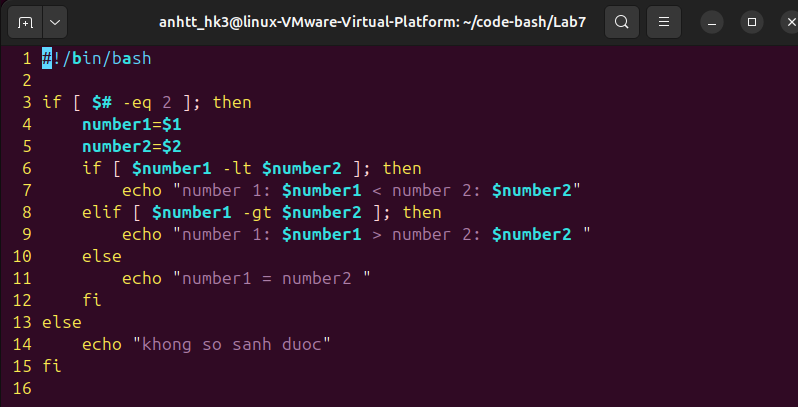 anhtt_hk3@linux-VMware-Virtual-Platform: ~/code-bash/Lab7
1 #!/bin/bash
2
3 if [ $# -eq 2 ]; then
4     number1=$1
5     number2=$2
6     if [ $number1 -lt $number2 ]; then
7         echo "number 1: $number1 < number 2: $number2"
8     elif [ $number1 -gt $number2 ]; then
9         echo "number 1: $number1 > number 2: $number2 "
10     else
11         echo "number1 = number2 "
12     fi
13 else
14     echo "khong so sanh duoc"
15 fi
16